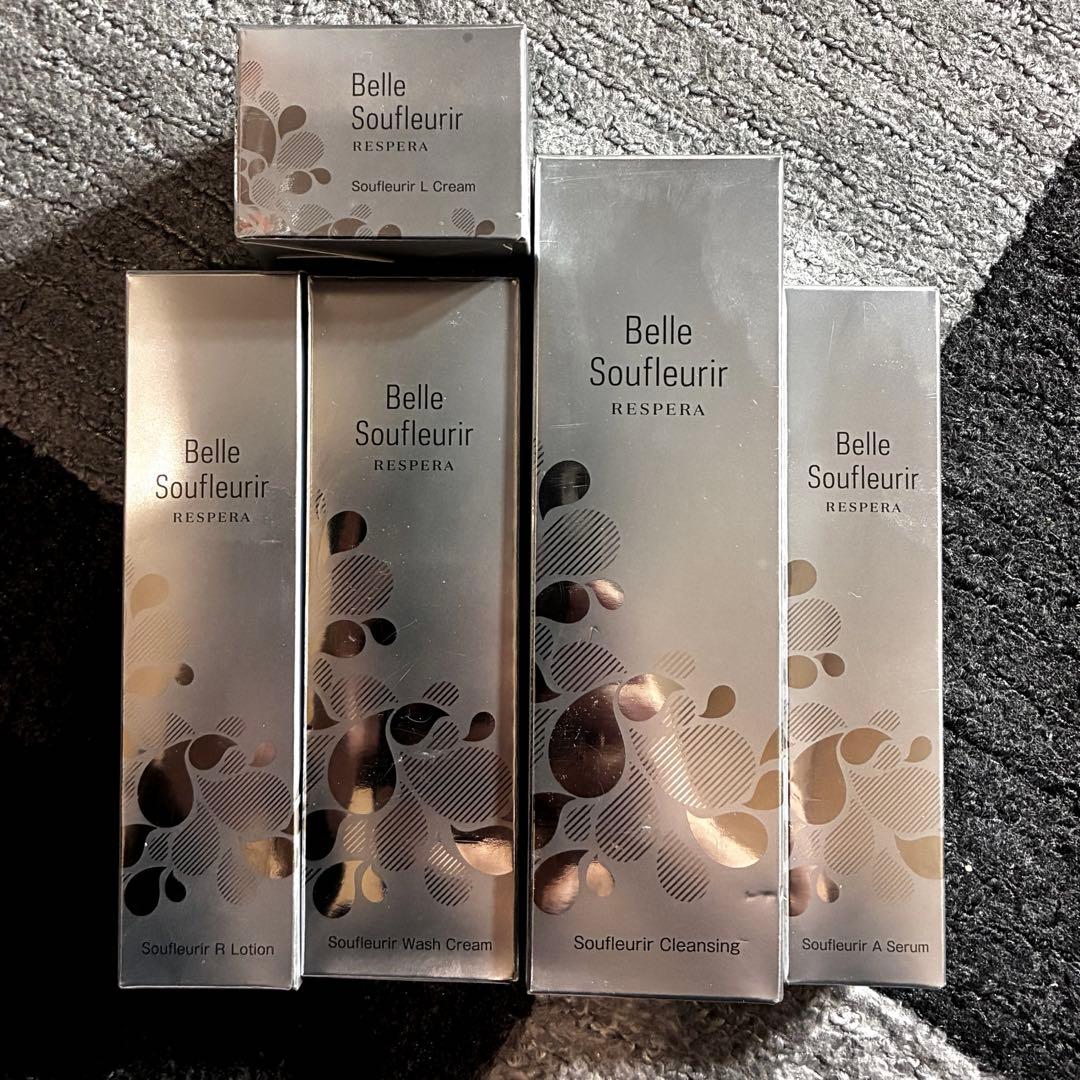 Belle
Soufleurir
RESPERA
Soufleurir L Cream
Belle
Soufleurir
RESPERA
Soufleurir R Lotion
Belle
Soufleurir
RESPERA
Soufleurir Wash Cream
Belle
Soufleurir
RESPERA
Soufleurir Cleansing
Belle
Soufleurir
RESPERA
Soufleurir A Serum